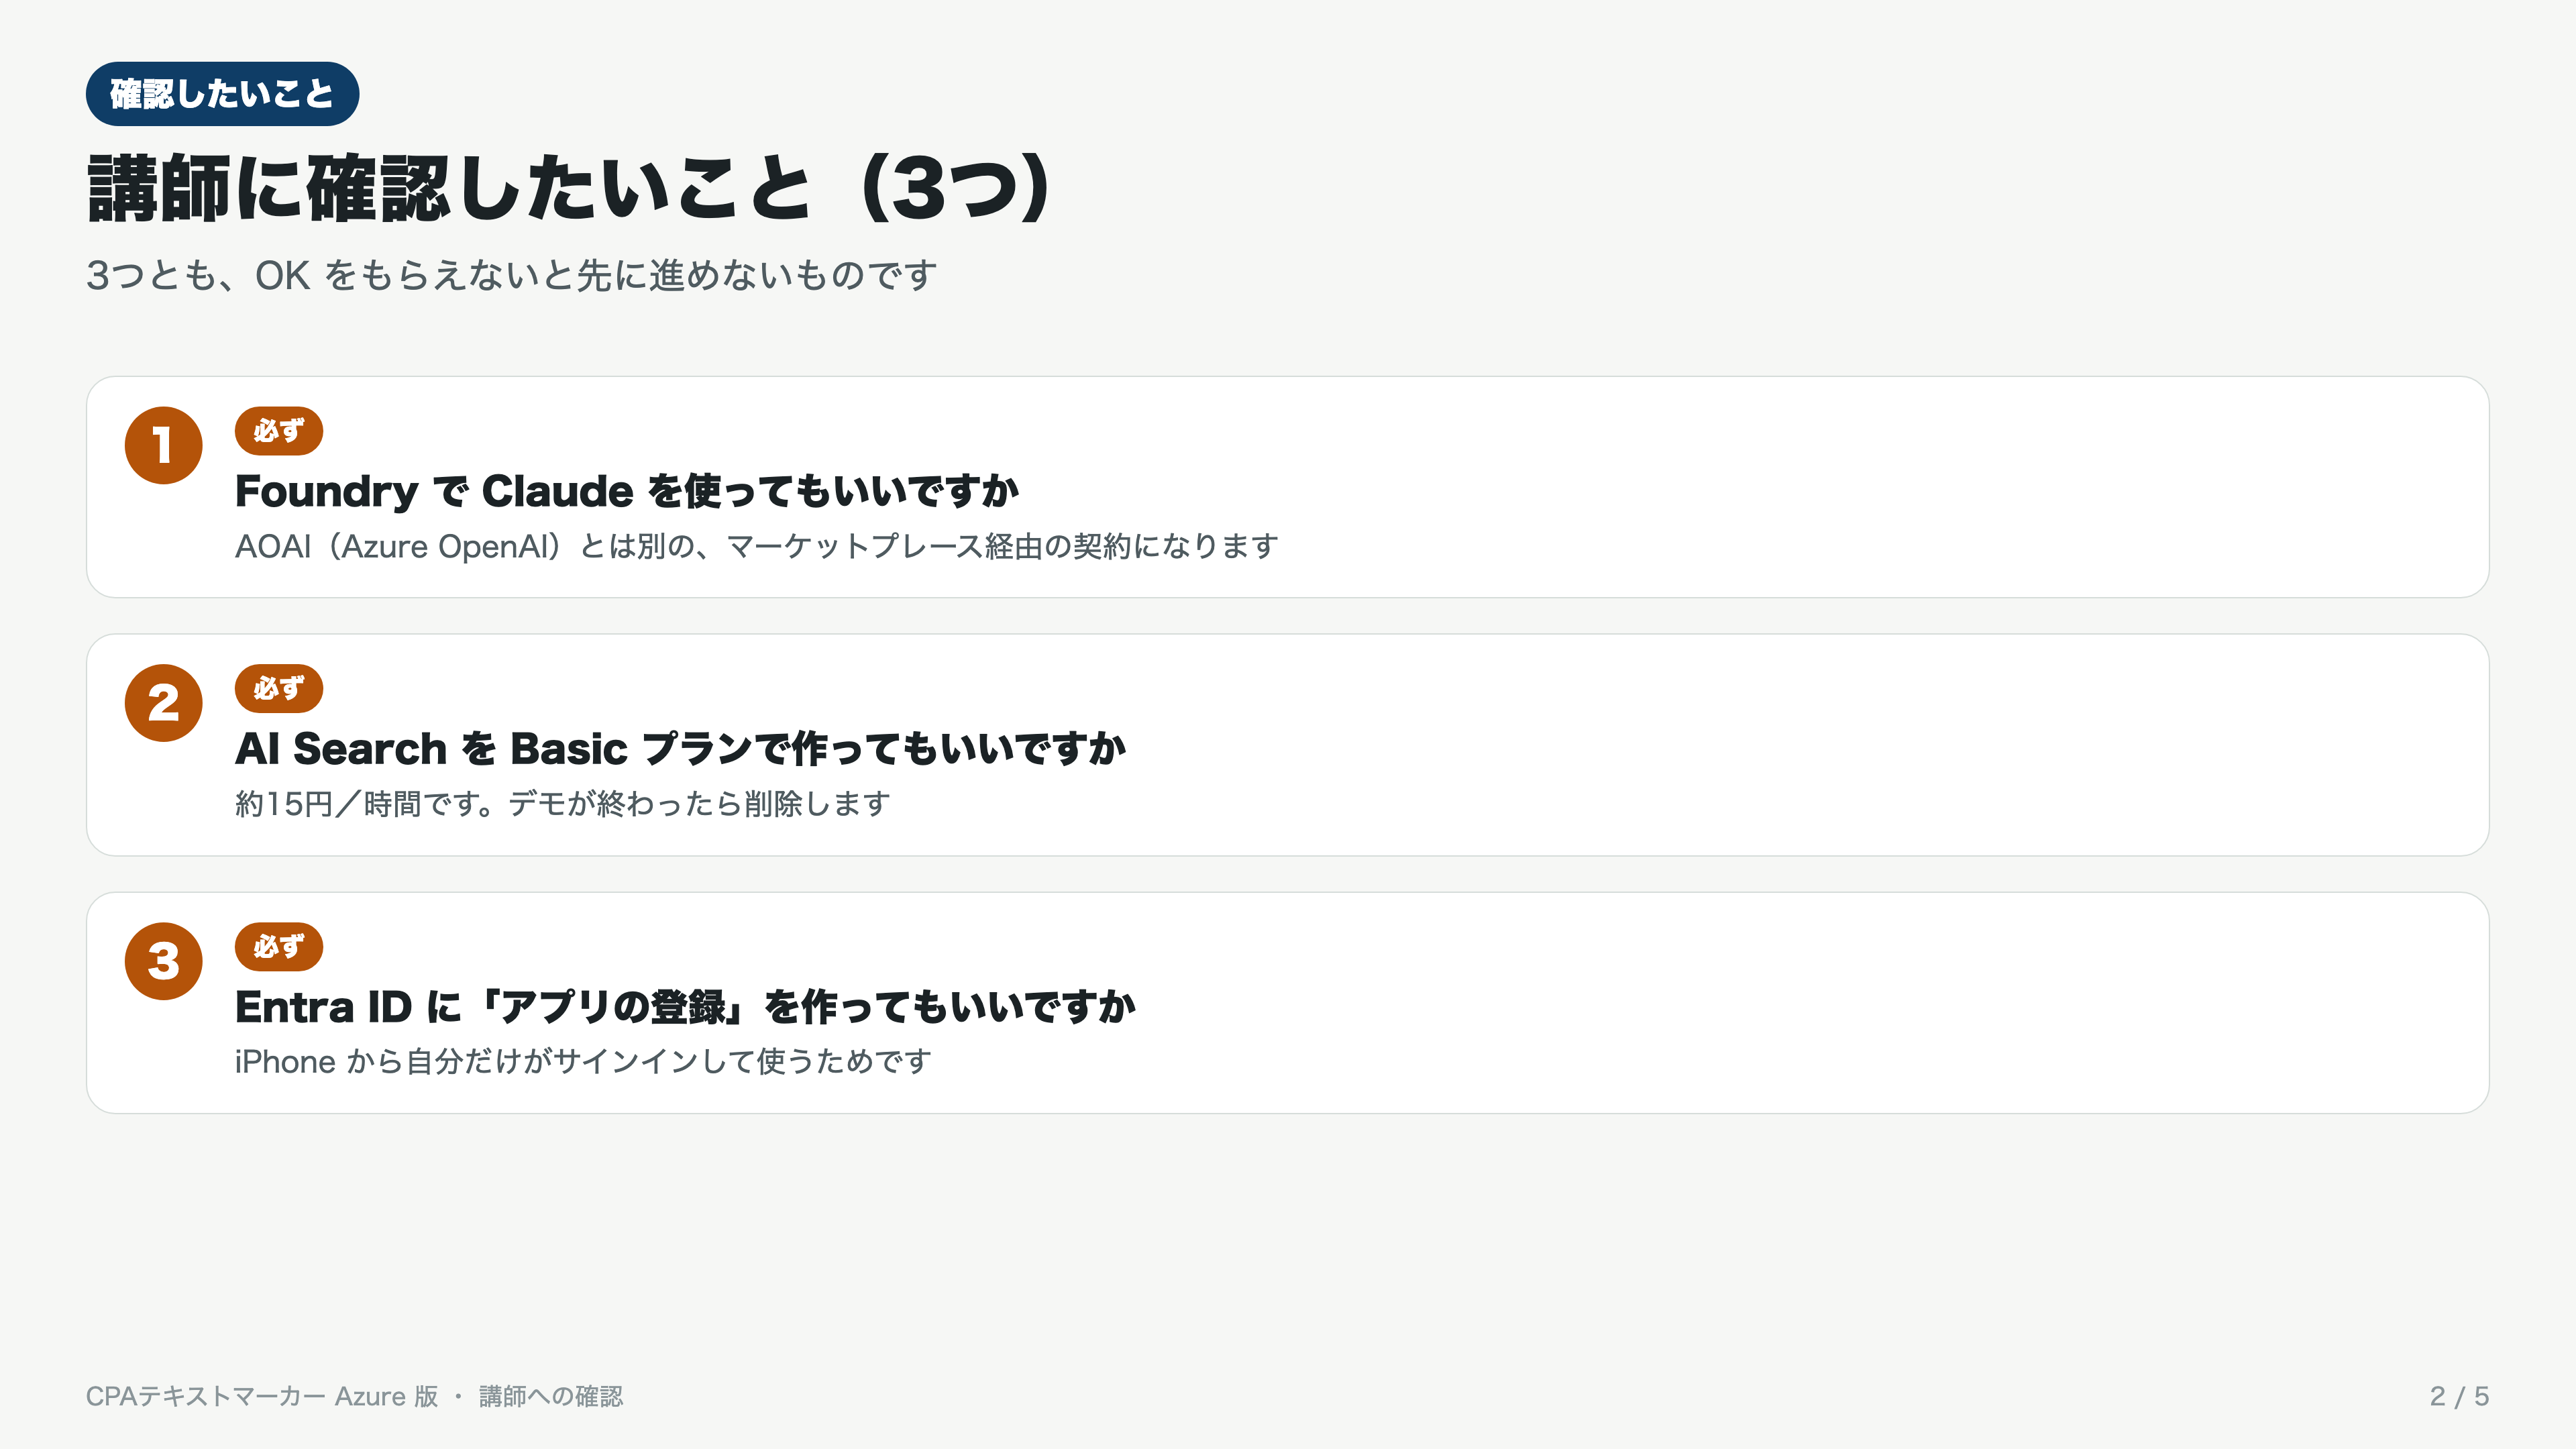 確認したいこと
講師に確認したいこと（3つ）
3つとも、OK をもらえないと先に進めないものです
1
必ず
Foundry で Claude を使ってもいいですか
AOAI（Azure OpenAI）とは別の、マーケットプレース経由の契約になります
2
必ず
AI Search を Basic プランで作ってもいいですか
約15円／時間です。デモが終わったら削除します
3
必ず
Entra ID に「アプリの登録」を作ってもいいですか
iPhone から自分だけがサインインして使うためです
CPAテキストマーカー Azure 版 ・ 講師への確認
2 / 5